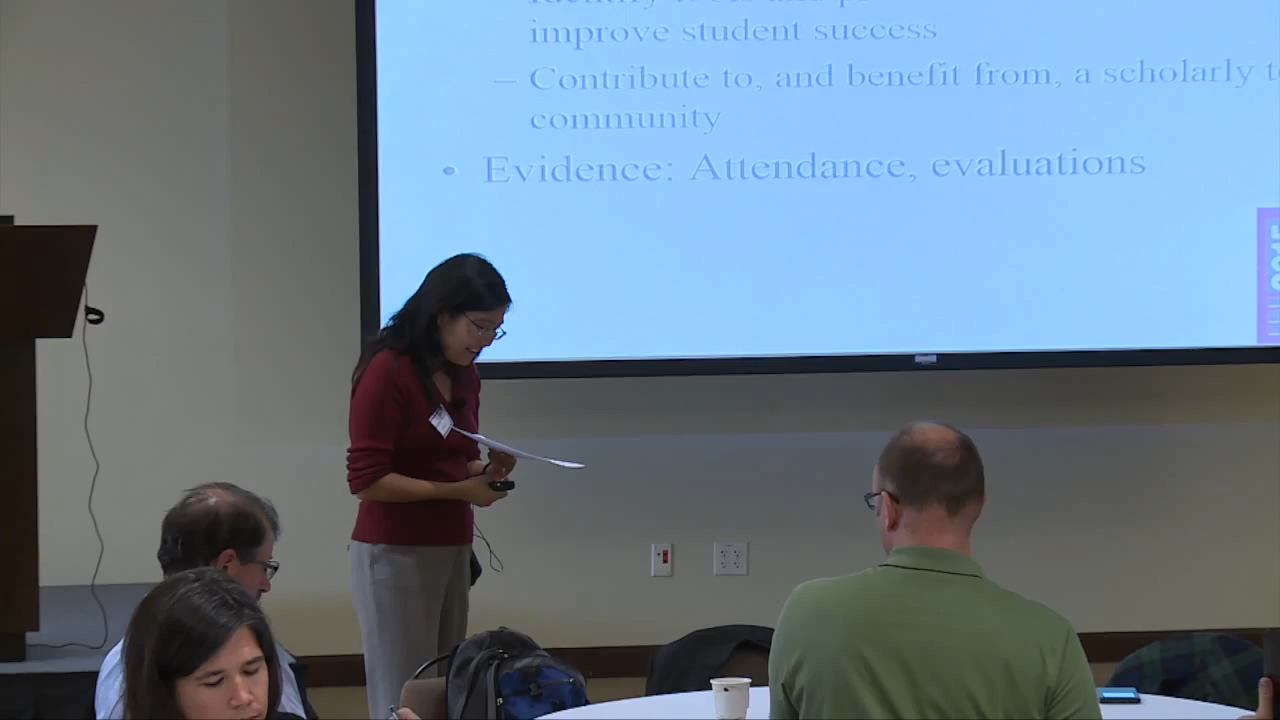 improve student success
– Contribute to, and benefit from, a scholarly
community
• Evidence: Attendance, evaluations